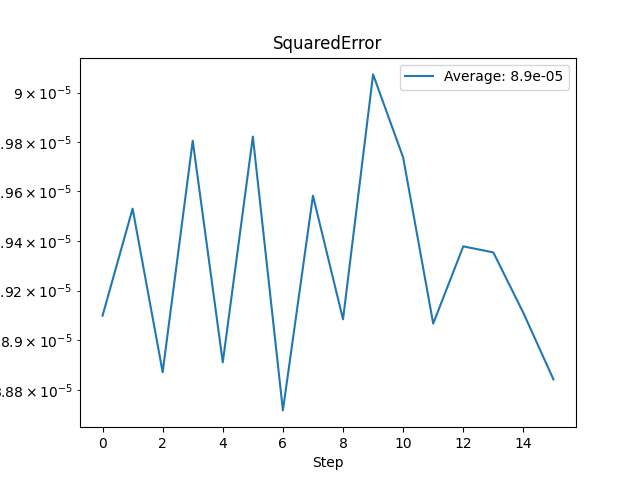 SquaredError
Average: 8.9e-05
9 × 10⁻⁵
.98 × 10⁻⁵
.96 × 10⁻⁵
.94 × 10⁻⁵
.92 × 10⁻⁵
8.9 × 10⁻⁵
.88 × 10⁻⁵
0 2 4 6 8 10 12 14
Step